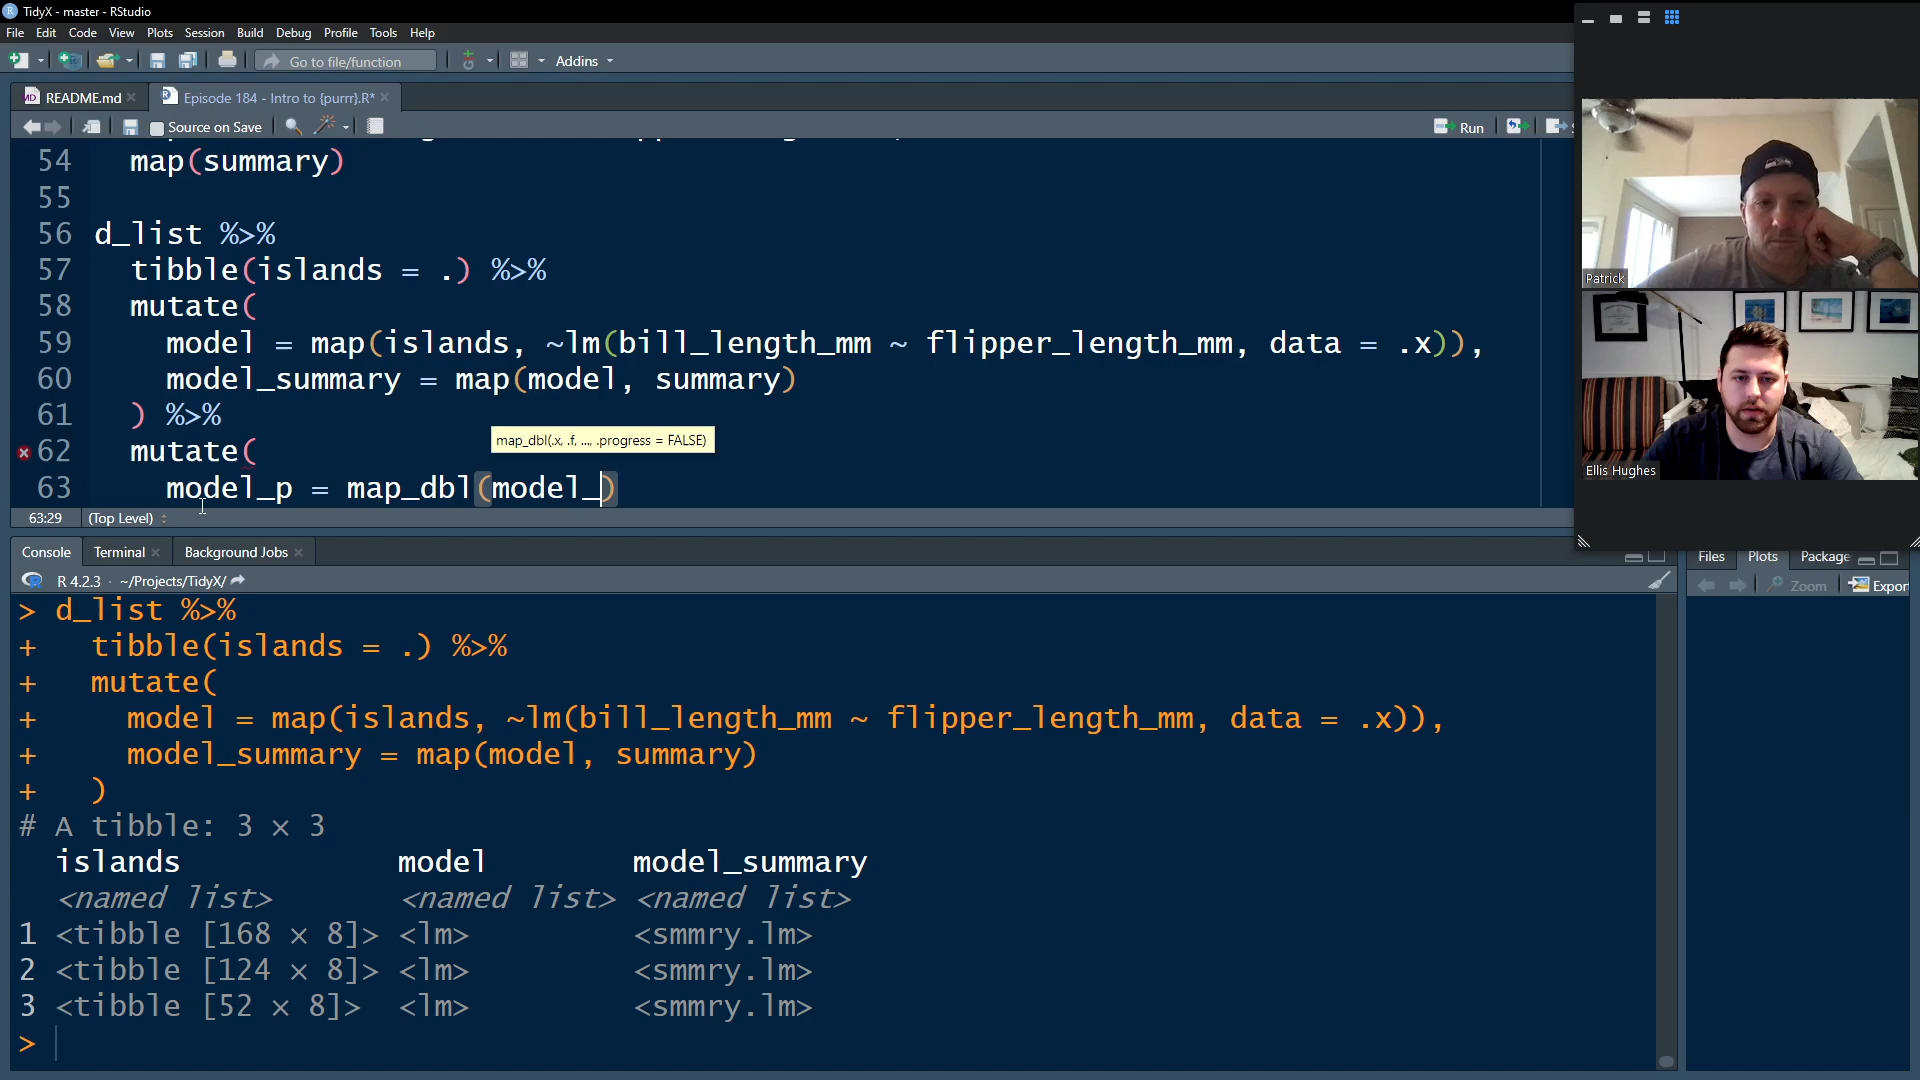 TidyX - master - RStudio
File Edit Code View Plots Session Build Debug Profile Tools Help
Go to file/function Addins
README.md Episode 184 - Intro to {purrr}.R*
Source on Save Run
54 map(summary)
55
56 d_list %>%
57 tibble(islands = .) %>%
58 mutate(
59 model = map(islands, ~lm(bill_length_mm ~ flipper_length_mm, data = .x)),
60 model_summary = map(model, summary)
61 ) %>%
map_dbl(.x, .f, ..., .progress = FALSE)
62 mutate(
63 model_p = map_dbl(model_)
63:29 (Top Level)
Console Terminal Background Jobs
R 4.2.3 · ~/Projects/TidyX/
> d_list %>%
+ tibble(islands = .) %>%
+ mutate(
+ model = map(islands, ~lm(bill_length_mm ~ flipper_length_mm, data = .x)),
+ model_summary = map(model, summary)
+ )
# A tibble: 3 × 3
islands model model_summary
<named list> <named list> <named list>
1 <tibble [168 × 8]> <lm> <smmry.lm>
2 <tibble [124 × 8]> <lm> <smmry.lm>
3 <tibble [52 × 8]> <lm> <smmry.lm>
>
Patrick
Ellis Hughes
Files Plots Package
Zoom Expor